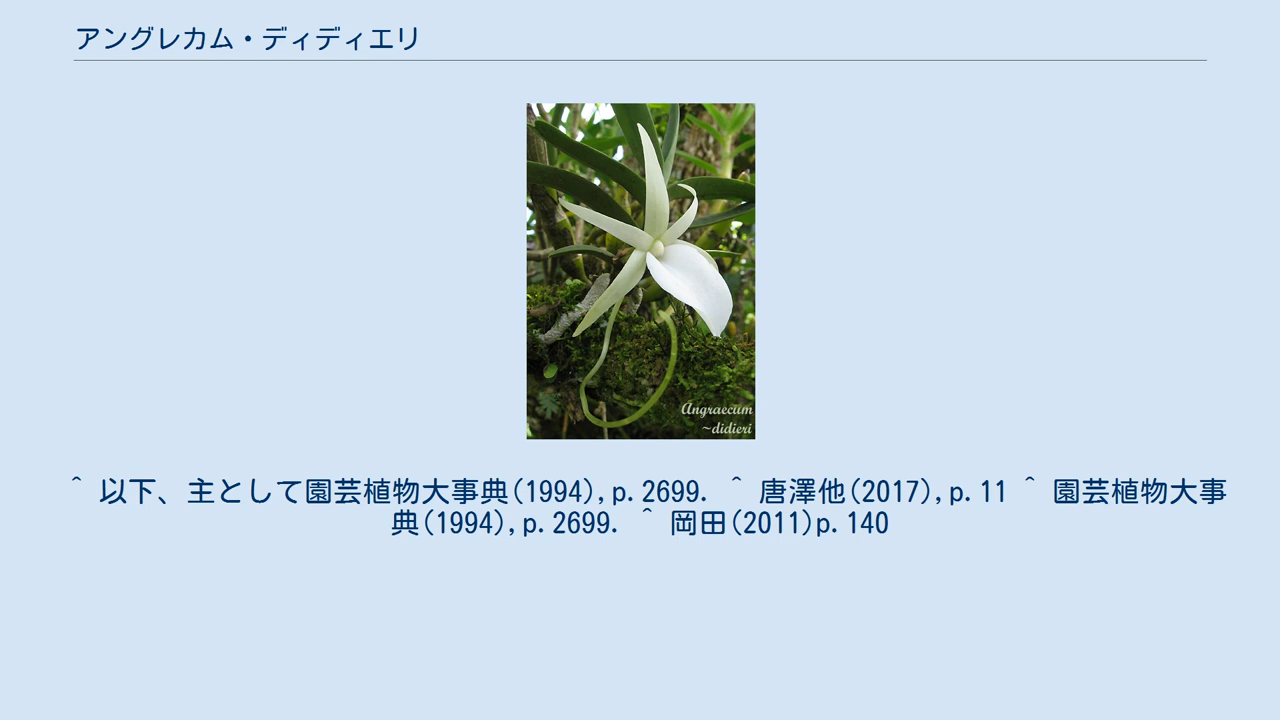 アングレカム・ディディエリ
Angraecum
~didieri
^ 以下、主として園芸植物大事典(1994),p.2699. ^ 唐澤他(2017),p.11 ^ 園芸植物大事
典(1994),p.2699. ^ 岡田(2011)p.140